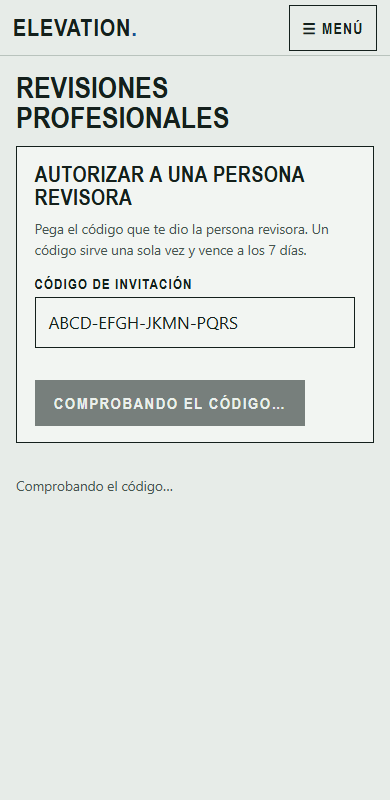 ELEVATION.
☰ MENÚ
REVISIONES
PROFESIONALES
AUTORIZAR A UNA PERSONA
REVISORA
Pega el código que te dio la persona revisora. Un
código sirve una sola vez y vence a los 7 días.
CÓDIGO DE INVITACIÓN
ABCD-EFGH-JKMN-PQRS
COMPROBANDO EL CÓDIGO…
Comprobando el código…